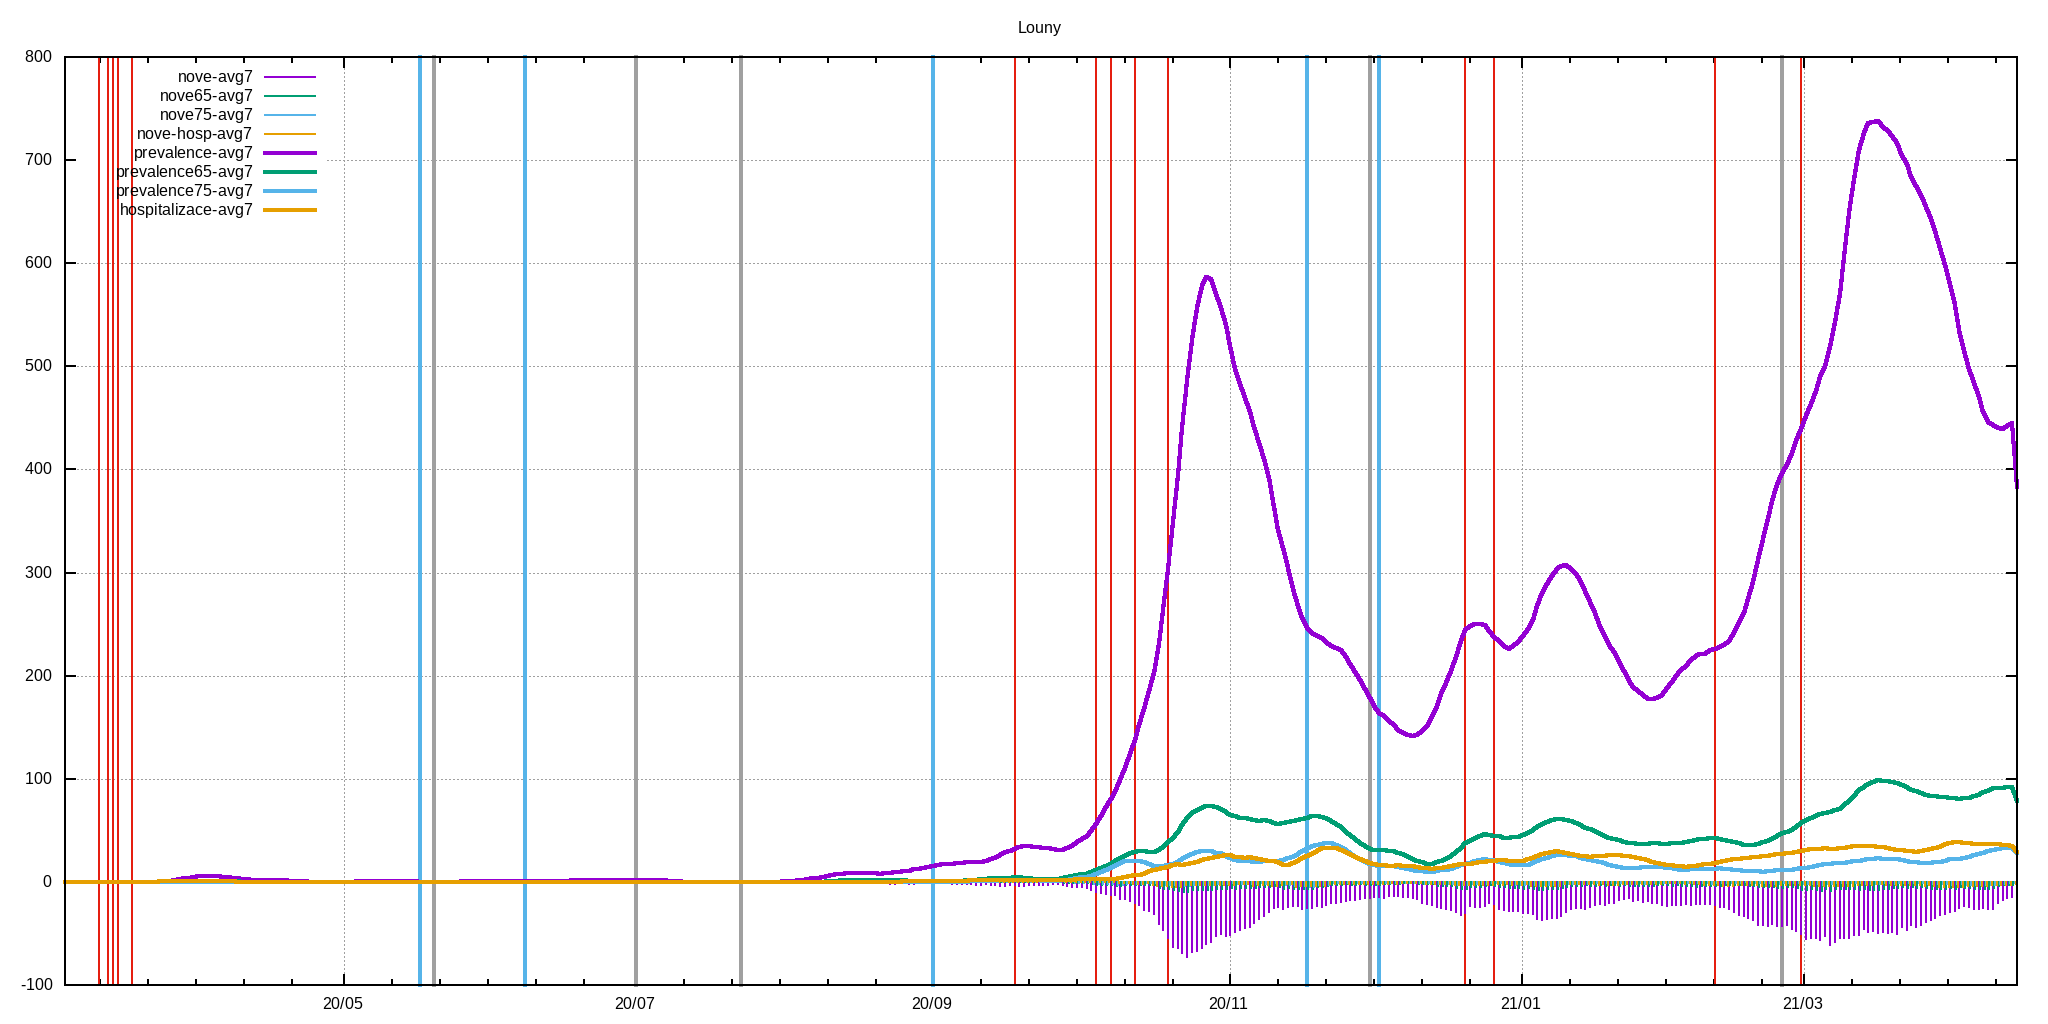 Louny
800
700
600
500
400
300
200
100
0
-100
nove-avg7
nove65-avg7
nove75-avg7
nove-hosp-avg7
prevalence-avg7
prevalence65-avg7
prevalence75-avg7
hospitalizace-avg7
20/05 20/07 20/09 20/11 21/01 21/03